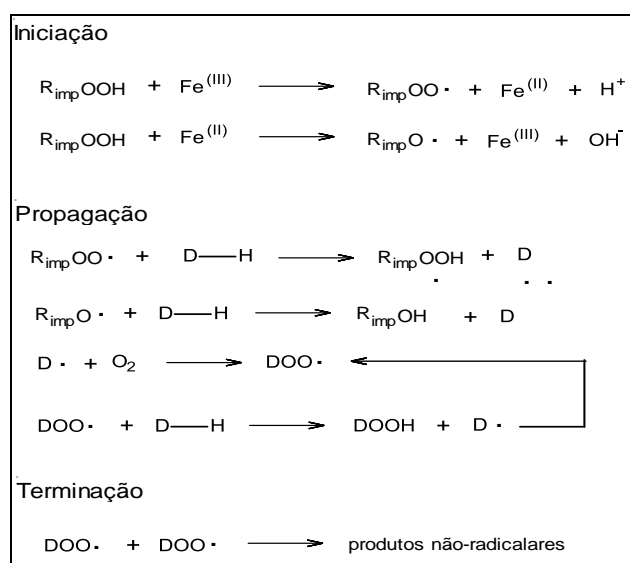 Iniciação
RimpOOH + Fe(III) → RimpOO · + Fe(II) + H+
RimpOOH + Fe(II) → RimpO · + Fe(III) + OH-
Propagação
RimpOO · + D—H → RimpOOH + D
RimpO · + D—H → RimpOH + D
D · + O2 → DOO ·
DOO · + D—H → DOOH + D ·
Terminação
DOO · + DOO · → produtos não-radicalares